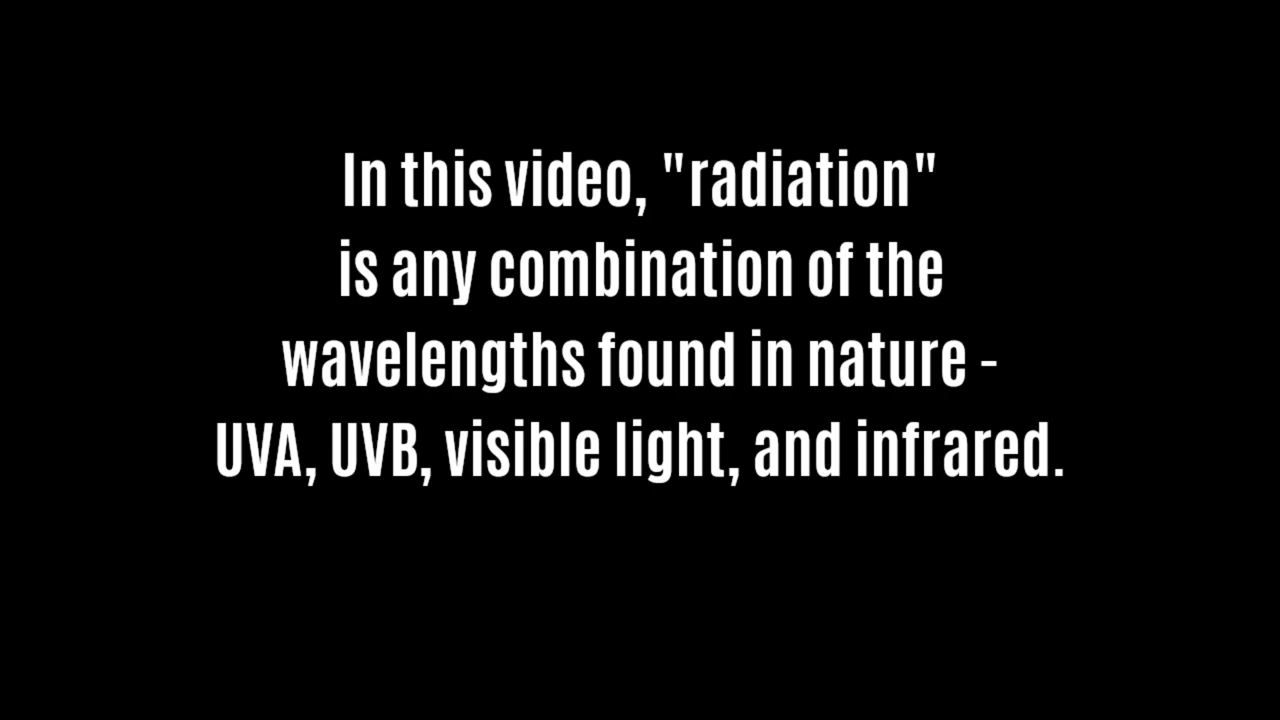 In this video, "radiation"
is any combination of the
wavelengths found in nature -
UVA, UVB, visible light, and infrared.